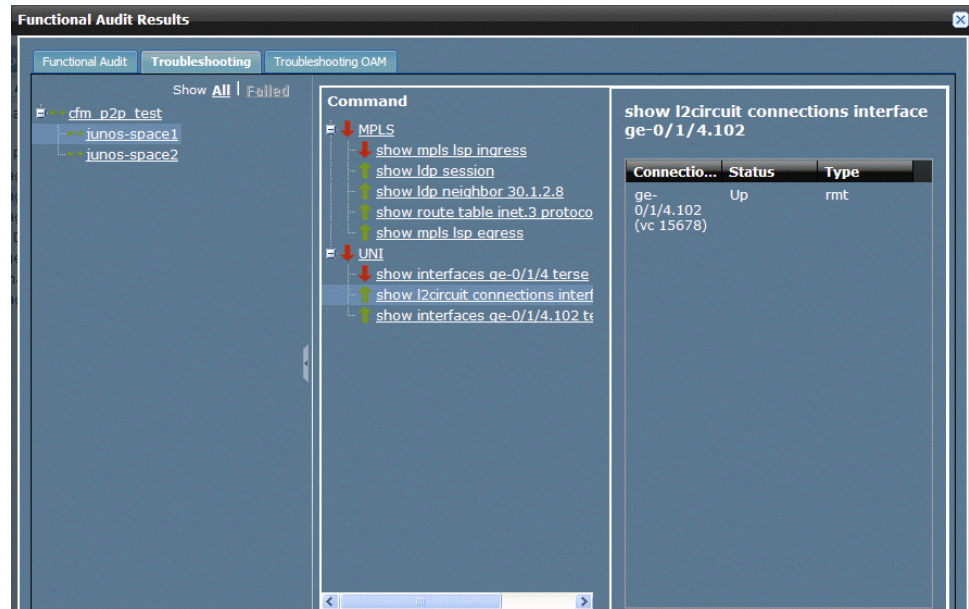 Functional Audit Results
Functional Audit
Troubleshooting
Troubleshooting OAM
Show All | Failed
cfm_p2p_test
junos-space1
junos-space2
Command
MPLS
show mpls lsp ingress
show ldp session
show ldp neighbor 30.1.2.8
show route table inet.3 protoco
show mpls lsp egress
UNI
show interfaces ge-0/1/4 terse
show l2circuit connections interf
show interfaces ge-0/1/4.102 te
show l2circuit connections interface
ge-0/1/4.102
Connectio... Status Type
ge- Up rmt
0/1/4.102
(vc 15678)